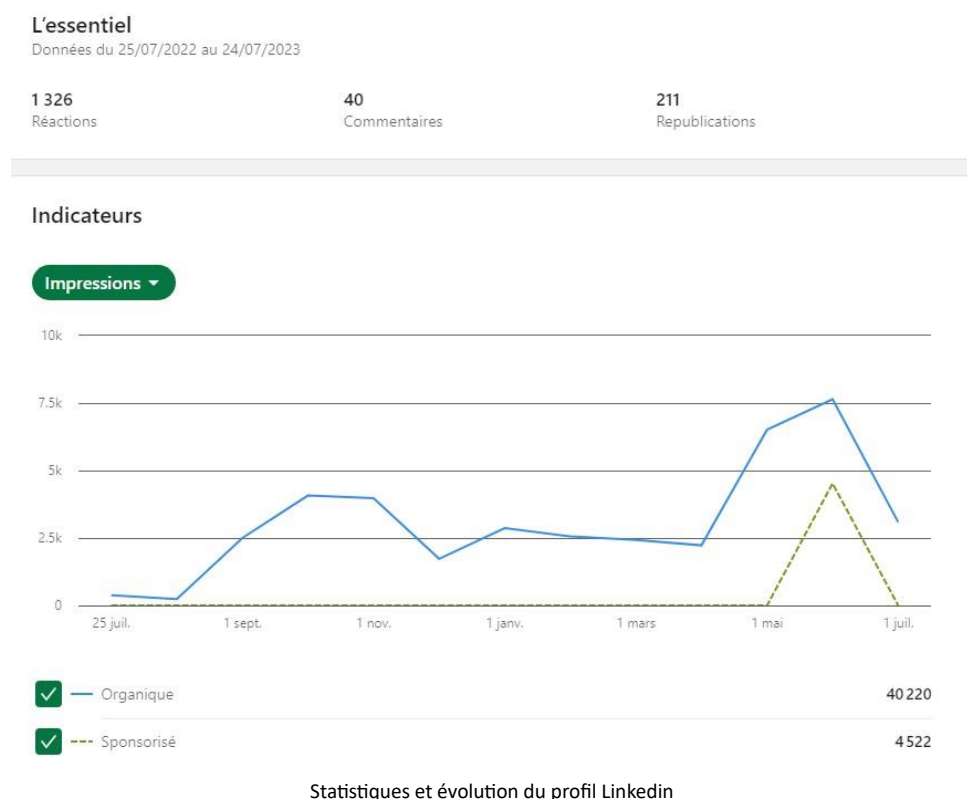 L'essentiel
Données du 25/07/2022 au 24/07/2023
1 326 40 211
Réactions Commentaires Republications
Indicateurs
Impressions
10k
7.5k
5k
2.5k
0
25 juil. 1 sept. 1 nov. 1 janv. 1 mars 1 mai 1 juil.
Organique 40 220
Sponsorisé 4 522
Statistiques et évolution du profil Linkedin